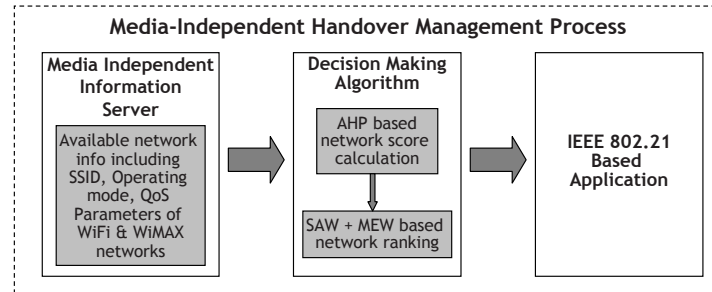 Media-Independent Handover Management Process
Media Independent
Information
Server
Available network
info including
SSID, Operating
mode, QoS
Parameters of
WiFi & WiMAX
networks
Decision Making
Algorithm
AHP based
network score
calculation
SAW + MEW based
network ranking
IEEE 802.21
Based
Application